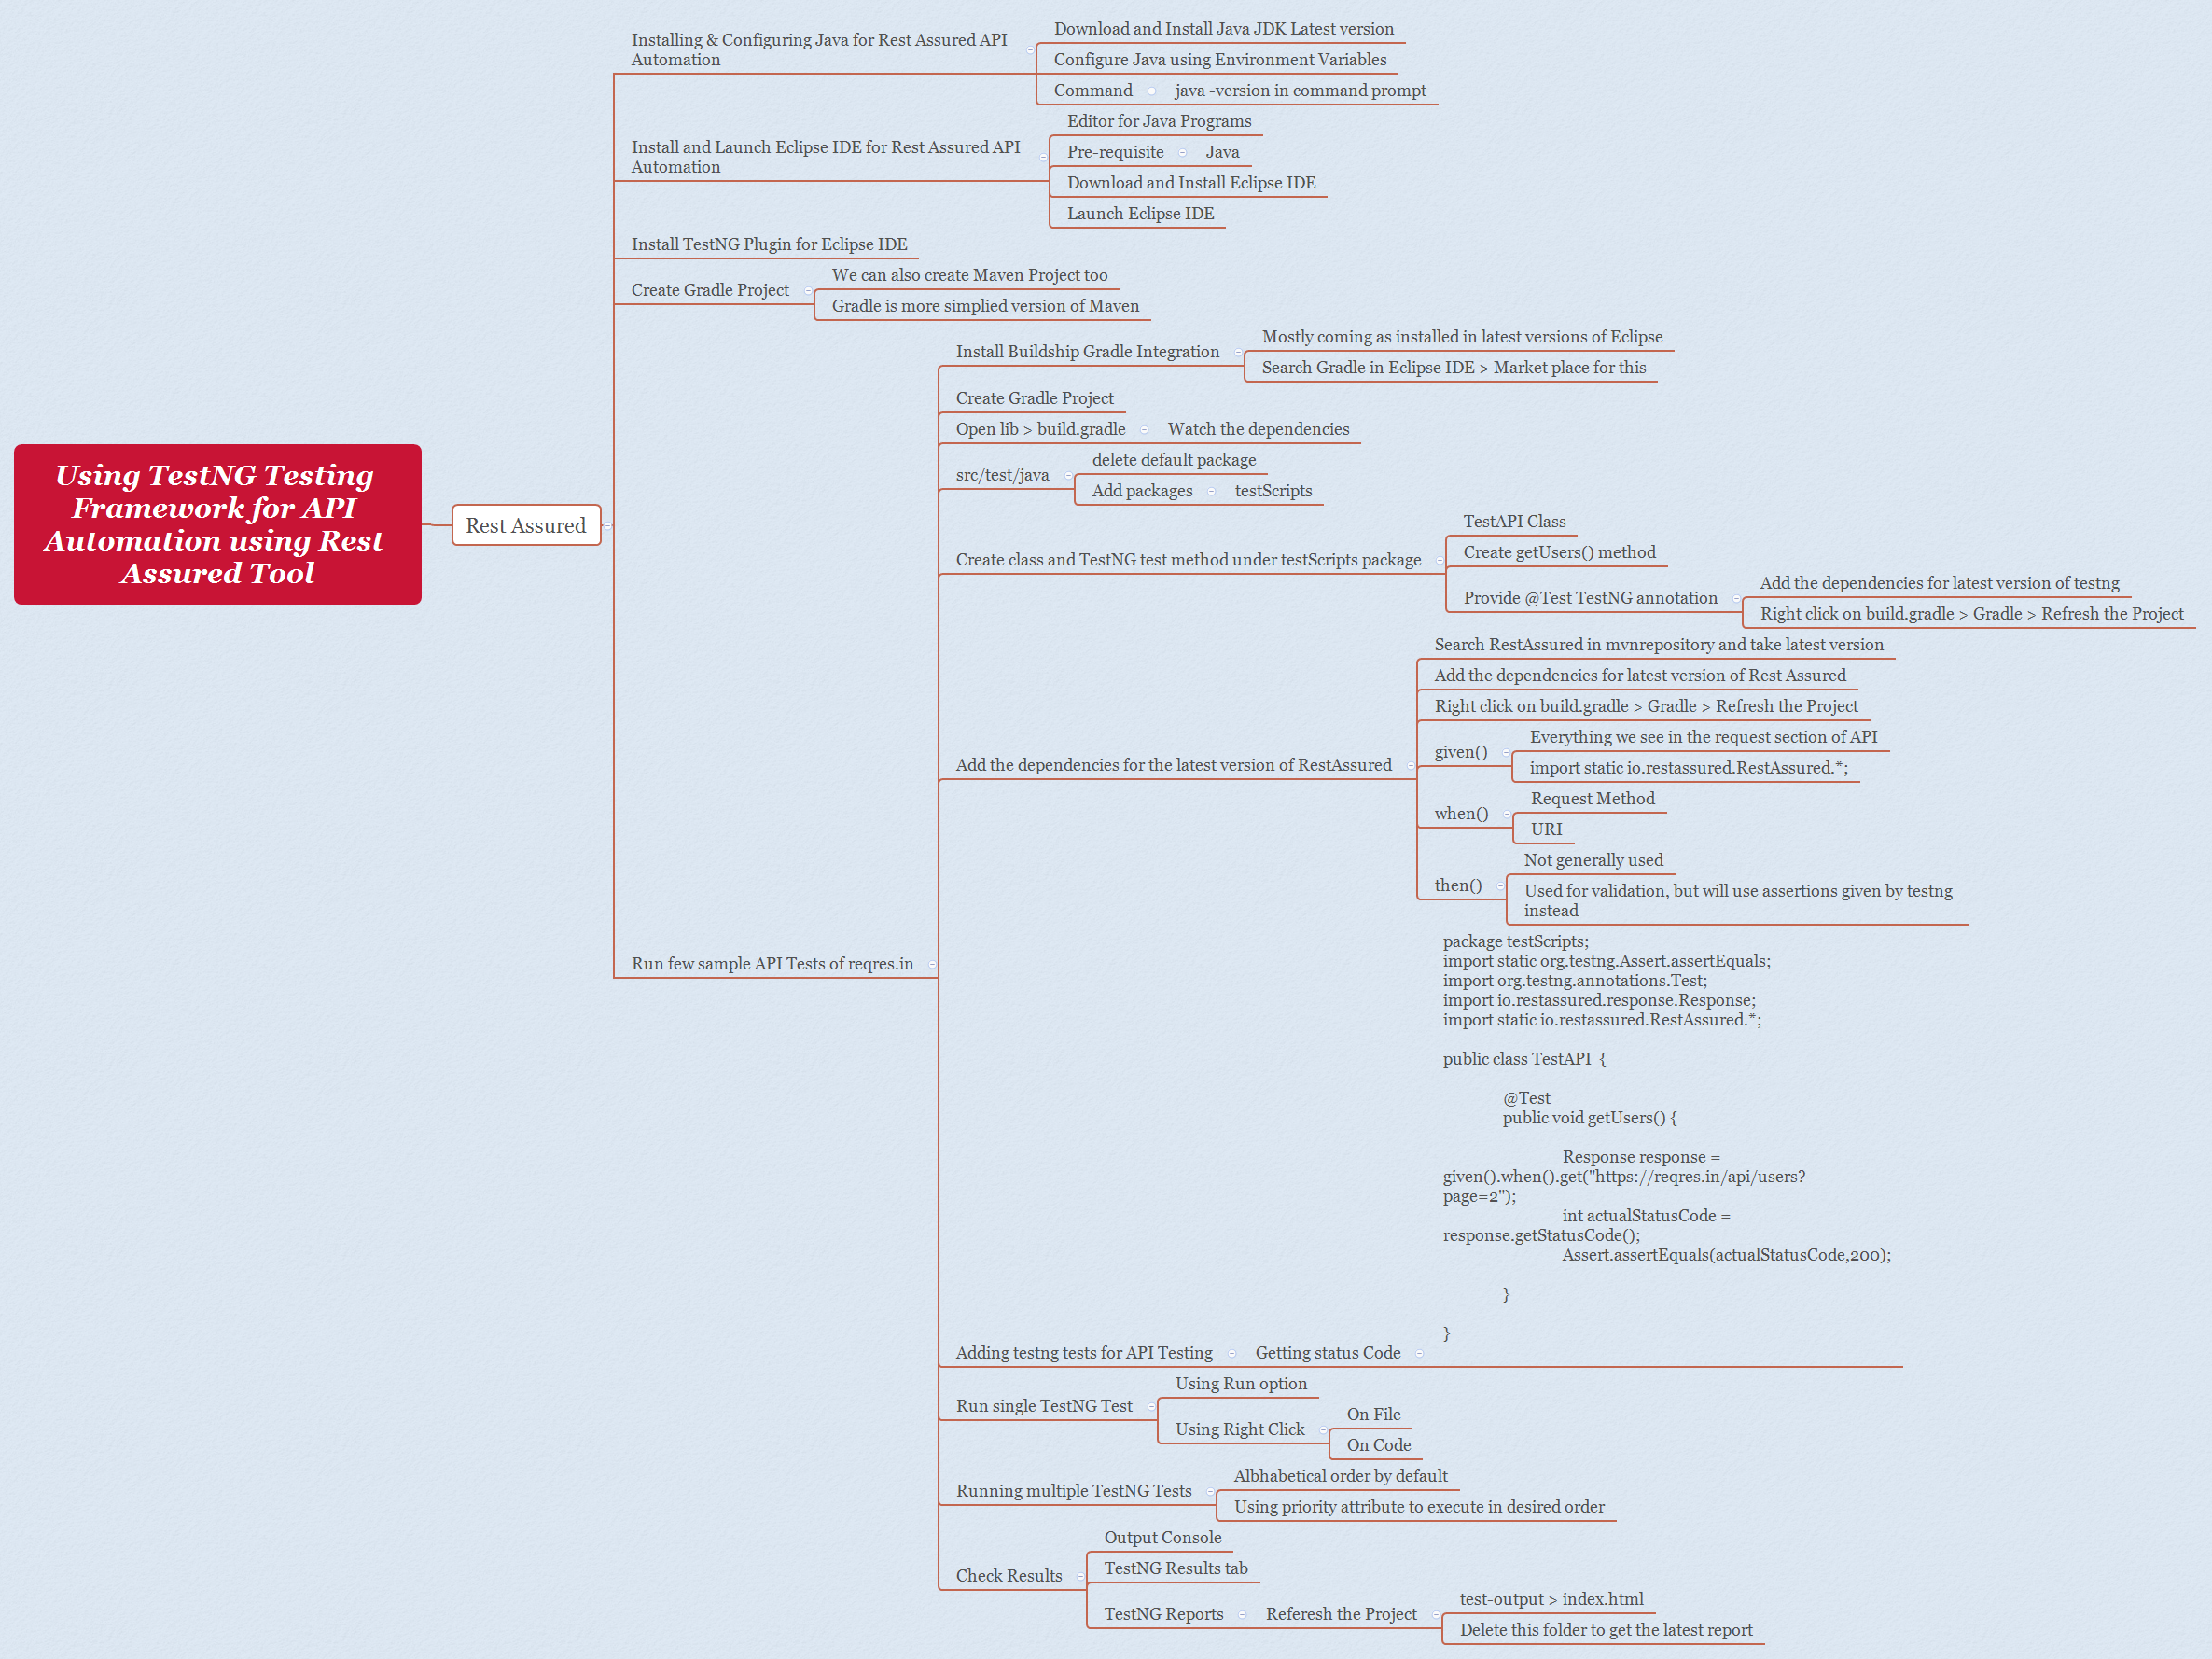 Using TestNG Testing
Framework for API
Automation using Rest
Assured Tool
Rest Assured
Installing & Configuring Java for Rest Assured API
Automation
Download and Install Java JDK Latest version
Configure Java using Environment Variables
Command
java -version in command prompt
Install and Launch Eclipse IDE for Rest Assured API
Automation
Editor for Java Programs
Pre-requisite
Java
Download and Install Eclipse IDE
Launch Eclipse IDE
Install TestNG Plugin for Eclipse IDE
Create Gradle Project
We can also create Maven Project too
Gradle is more simplied version of Maven
Run few sample API Tests of reqres.in
Install Buildship Gradle Integration
Mostly coming as installed in latest versions of Eclipse
Search Gradle in Eclipse IDE > Market place for this
Create Gradle Project
Open lib > build.gradle
Watch the dependencies
src/test/java
delete default package
Add packages
testScripts
Create class and TestNG test method under testScripts package
TestAPI Class
Create getUsers() method
Provide @Test TestNG annotation
Add the dependencies for latest version of testng
Right click on build.gradle > Gradle > Refresh the Project
Add the dependencies for the latest version of RestAssured
Search RestAssured in mvnrepository and take latest version
Add the dependencies for latest version of Rest Assured
Right click on build.gradle > Gradle > Refresh the Project
given()
Everything we see in the request section of API
import static io.restassured.RestAssured.*;
when()
Request Method
URI
then()
Not generally used
Used for validation, but will use assertions given by testng
instead
Adding testng tests for API Testing
Getting status Code
package testScripts;
import static org.testng.Assert.assertEquals;
import org.testng.annotations.Test;
import io.restassured.response.Response;
import static io.restassured.RestAssured.*;
public class TestAPI  {
@Test
public void getUsers() {
Response response =
given().when().get("https://reqres.in/api/users?
page=2");
int actualStatusCode =
response.getStatusCode();
Assert.assertEquals(actualStatusCode,200);
}
}
Run single TestNG Test
Using Run option
Using Right Click
On File
On Code
Running multiple TestNG Tests
Albhabetical order by default
Using priority attribute to execute in desired order
Check Results
Output Console
TestNG Results tab
TestNG Reports
Referesh the Project
test-output > index.html
Delete this folder to get the latest report